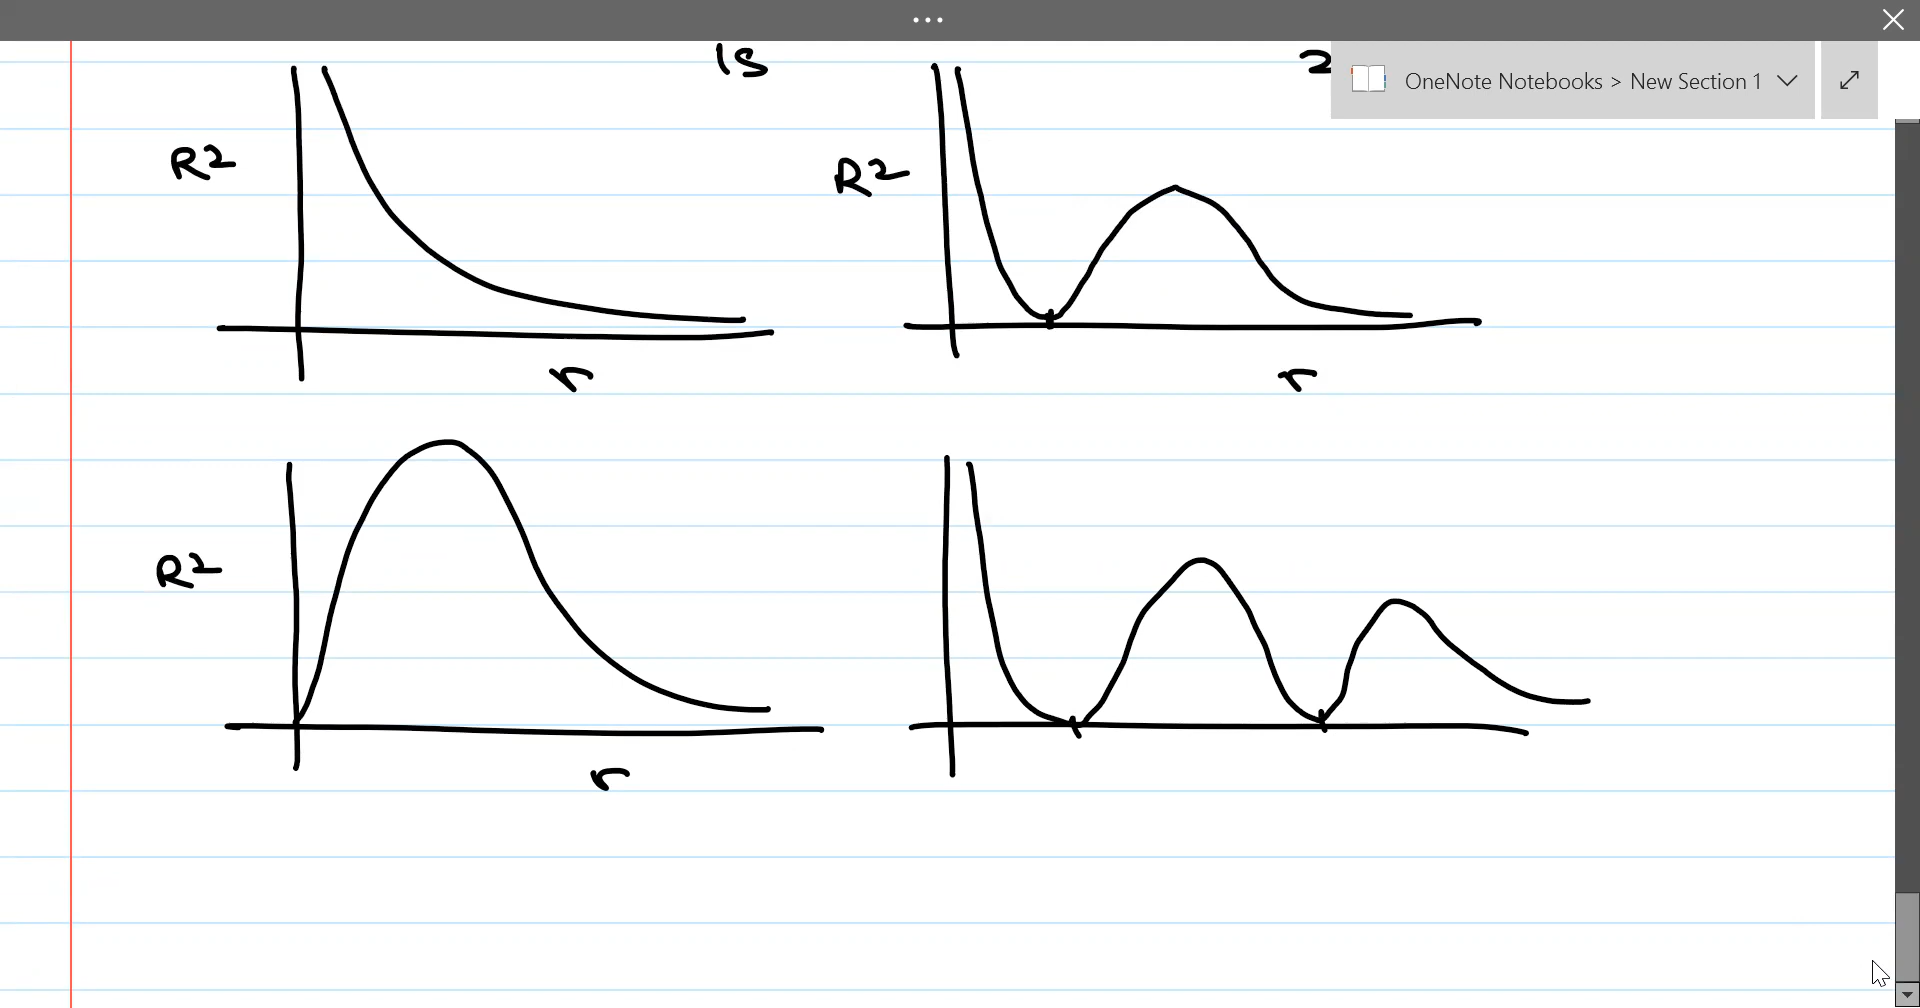 1s
2
OneNote Notebooks > New Section 1
R²
R²
r
r
R²
r